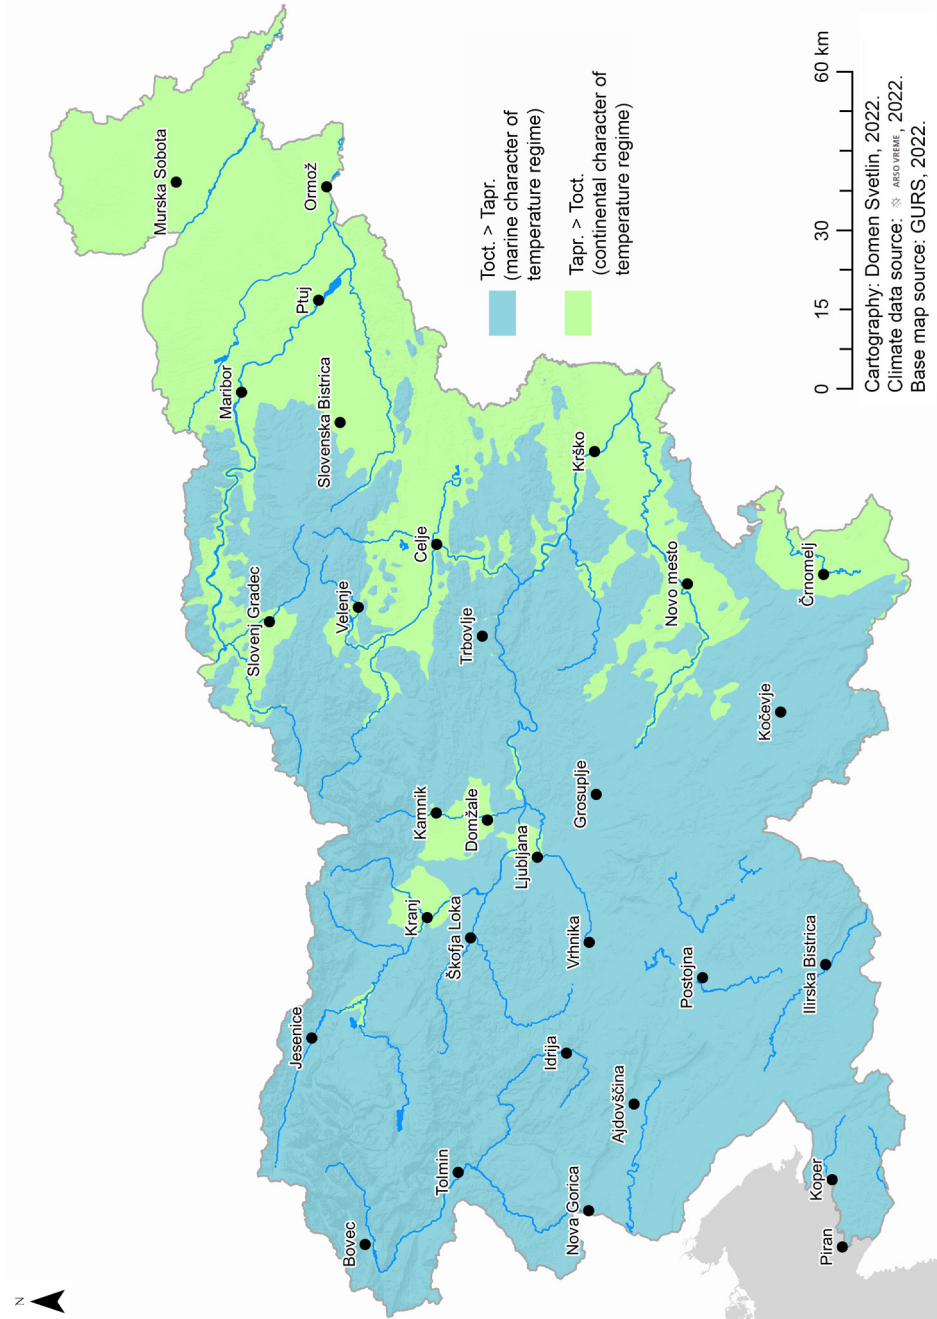 N
Murska Sobota
Maribor
Ormož
Ptuj
Slovenj Gradec
Slovenska Bistrica
Jesenice
Velenje
Bovec
Celje
Kamnik
Kranj
Tolmin
Škofja Loka
Domžale
Trbovlje
Ljubljana
Krško
Idrija
Nova Gorica
Vrhnika
Grosuplje
Ajdovščina
Novo mesto
Postojna
Kočevje
Črnomelj
Ilirska Bistrica
Koper
Piran
Toct. > Tapr.
(marine character of
temperature regime)
Tapr. > Toct.
(continental character of
temperature regime)
0 15 30 60 km
Cartography: Domen Svetlin, 2022.
Climate data source: ARSO VREME, 2022.
Base map source: GURS, 2022.